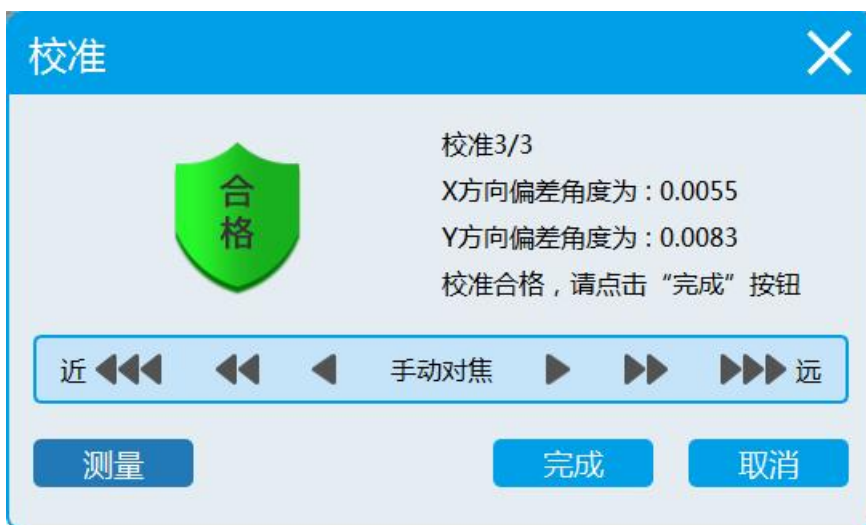 校准
合格
校准3/3
X方向偏差角度为：0.0055
Y方向偏差角度为：0.0083
校准合格，请点击“完成”按钮
近 手动对焦 远
测量 完成 取消